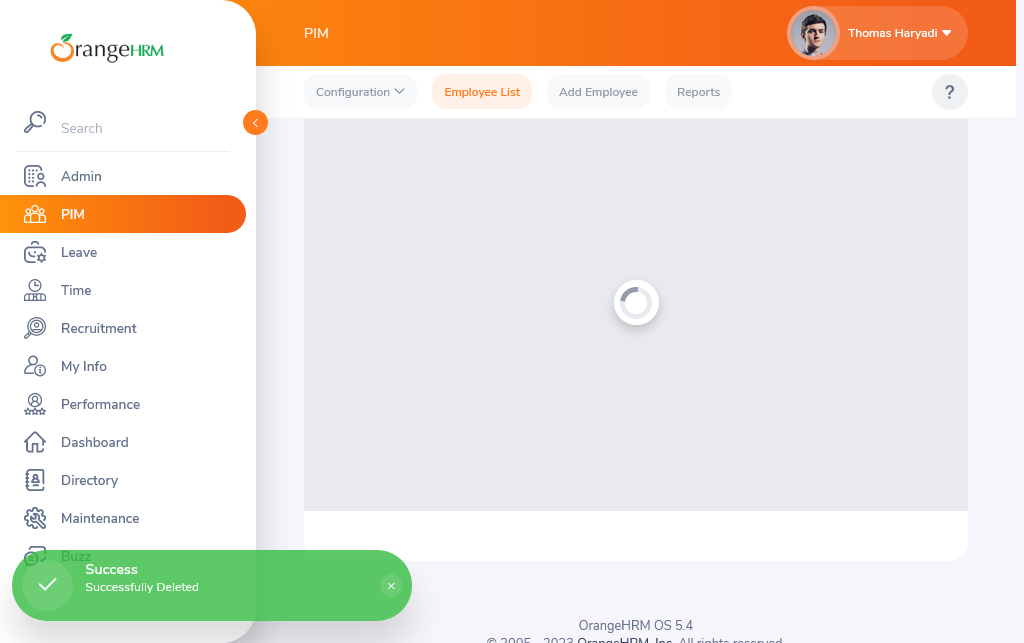 orangeHRM
PIM
Thomas Haryadi
Configuration
Employee List
Add Employee
Reports
?
Search
Admin
PIM
Leave
Time
Recruitment
My Info
Performance
Dashboard
Directory
Maintenance
Buzz
Success
Successfully Deleted
OrangeHRM OS 5.4
© 2005 - 2023 OrangeHRM, Inc. All rights reserved.